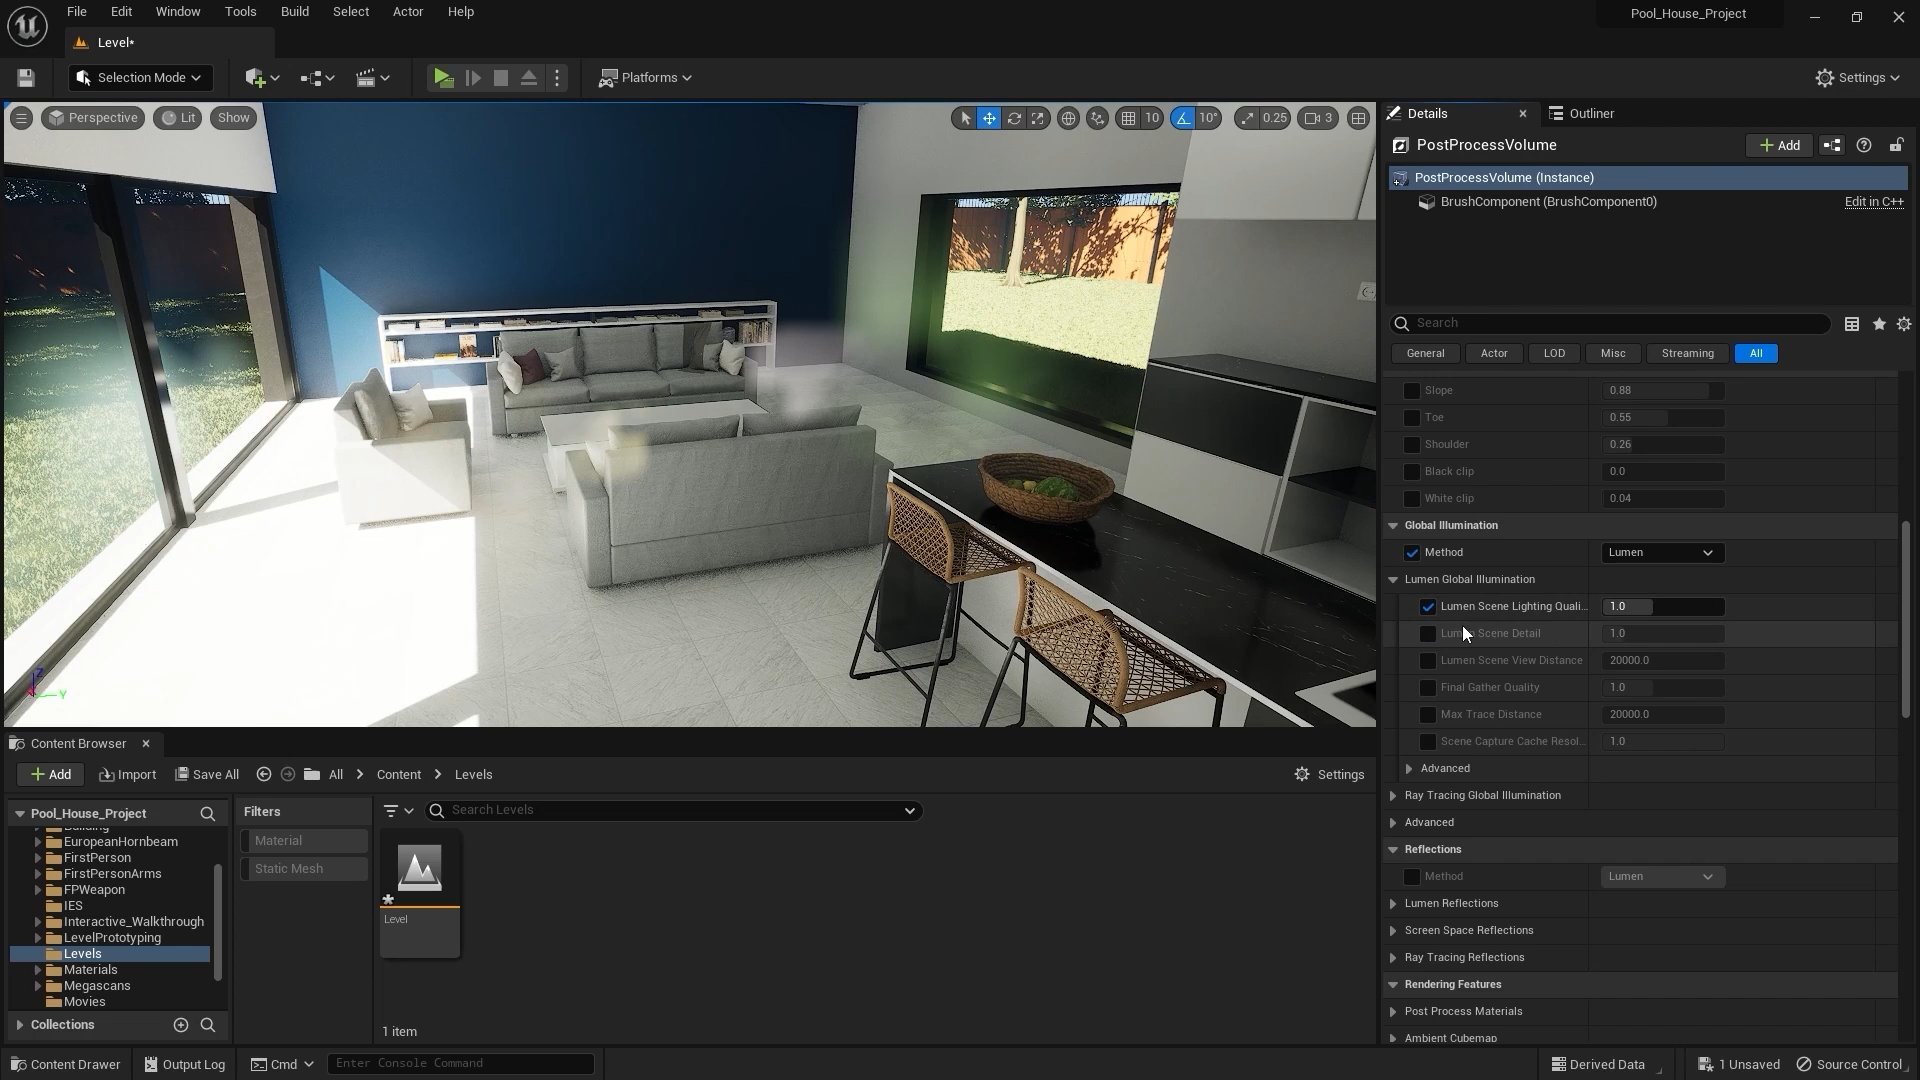 File Edit Window Tools Build Select Actor Help
Pool_House_Project
Level*
Selection Mode
Platforms
Settings
Perspective Lit Show
10 10° 0.25 3
Details
Outliner
PostProcessVolume
Add
PostProcessVolume (Instance)
BrushComponent (BrushComponent0)
Edit in C++
Search
General Actor LOD Misc Streaming All
Slope 0.88
Toe 0.55
Shoulder 0.26
Black clip 0.0
White clip 0.04
Global Illumination
Method Lumen
Lumen Global Illumination
Lumen Scene Lighting Quali... 1.0
Scene Detail 1.0
Lumen Scene View Distance 20000.0
Final Gather Quality 1.0
Max Trace Distance 20000.0
Scene Capture Cache Resol... 1.0
Advanced
Ray Tracing Global Illumination
Advanced
Reflections
Method Lumen
Lumen Reflections
Screen Space Reflections
Ray Tracing Reflections
Rendering Features
Post Process Materials
Ambient Cubemap
Z
Y
Content Browser
Add Import Save All All Content Levels
Settings
Pool_House_Project
Building
EuropeanHornbeam
FirstPerson
FirstPersonArms
FPWeapon
IES
Interactive_Walkthrough
LevelPrototyping
Levels
Materials
Megascans
Movies
Collections
Filters
Material
Static Mesh
Search Levels
Level
1 item
Content Drawer
Output Log
Cmd
Enter Console Command
Derived Data
1 Unsaved
Source Control